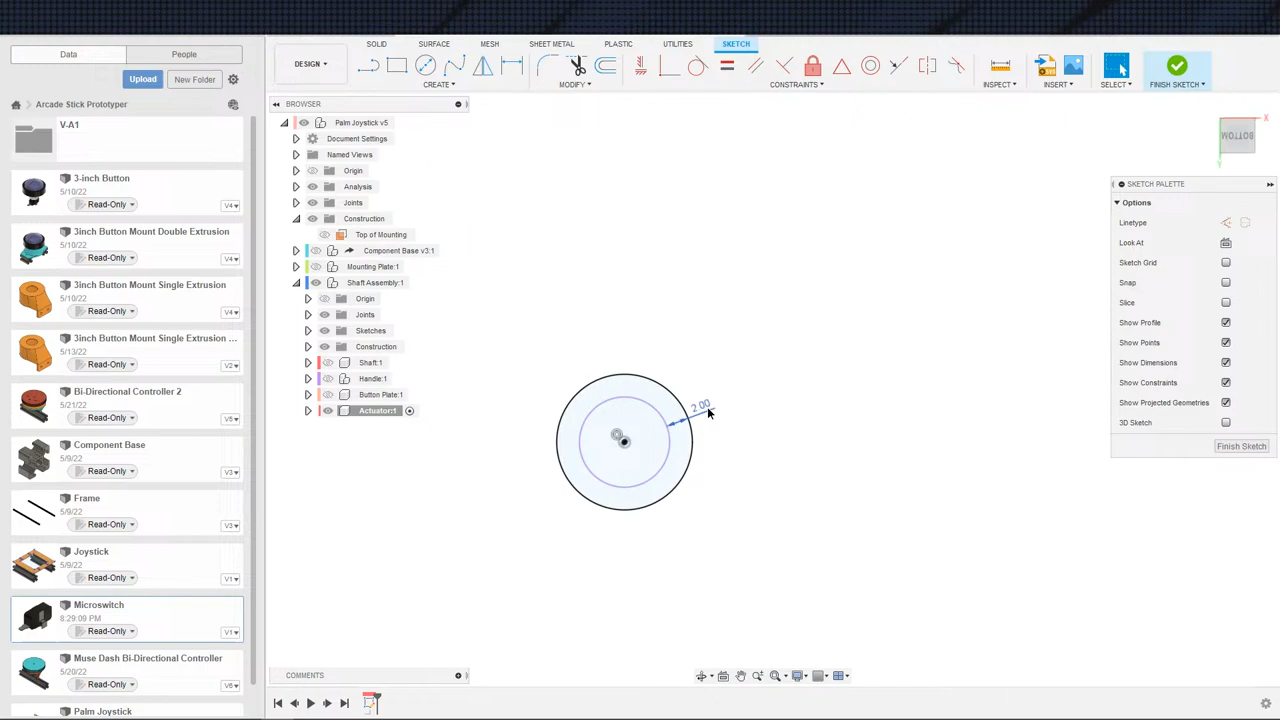 Data
People
Upload
New Folder
Arcade Stick Prototyper
V-A1
3-inch Button
5/10/22
Read-Only
V4
3inch Button Mount Double Extrusion
5/10/22
Read-Only
V4
3inch Button Mount Single Extrusion
5/10/22
Read-Only
V4
3inch Button Mount Single Extrusion ...
5/13/22
Read-Only
V2
Bi-Directional Controller 2
5/21/22
Read-Only
V4
Component Base
5/9/22
Read-Only
V3
Frame
5/9/22
Read-Only
V3
Joystick
5/9/22
Read-Only
V1
Microswitch
8:29:09 PM
Read-Only
V1
Muse Dash Bi-Directional Controller
5/20/22
Read-Only
V6
Palm Joystick
DESIGN
SOLID
SURFACE
MESH
SHEET METAL
PLASTIC
UTILITIES
SKETCH
CREATE
MODIFY
CONSTRAINTS
INSPECT
INSERT
SELECT
FINISH SKETCH
BROWSER
Palm Joystick v5
Document Settings
Named Views
Origin
Analysis
Joints
Construction
Top of Mounting
Component Base v3:1
Mounting Plate:1
Shaft Assembly:1
Origin
Joints
Sketches
Construction
Shaft:1
Handle:1
Button Plate:1
Actuator:1
2.00
BOTTOM
X
Y
SKETCH PALETTE
Options
Linetype
Look At
Sketch Grid
Snap
Slice
Show Profile
Show Points
Show Dimensions
Show Constraints
Show Projected Geometries
3D Sketch
Finish Sketch
COMMENTS